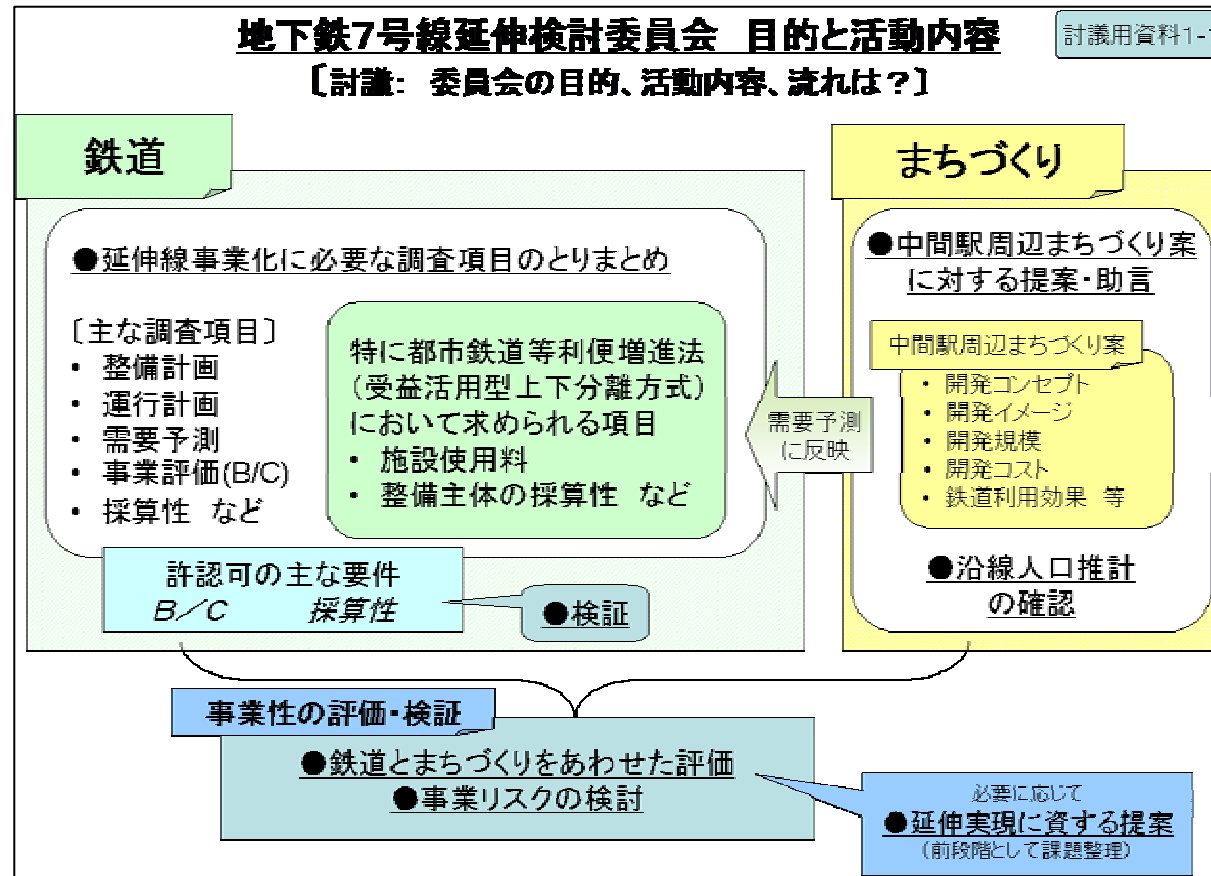 地下鉄7号線延伸検討委員会 目的と活動内容
討議用資料1-1
〔討議: 委員会の目的、活動内容、流れは?〕
鉄道
●延伸線事業化に必要な調査項目のとりまとめ
〔主な調査項目〕
・ 整備計画
・ 運行計画
・ 需要予測
・ 事業評価(B/C)
・ 採算性 など
特に都市鉄道等利便増進法
(受益活用型上下分離方式)
において求められる項目
・ 施設使用料
・ 整備主体の採算性 など
許認可の主な要件
B/C 採算性
●検証
需要予測
に反映
まちづくり
●中間駅周辺まちづくり案
に対する提案・助言
中間駅周辺まちづくり案
・ 開発コンセプト
・ 開発イメージ
・ 開発規模
・ 開発コスト
・ 鉄道利用効果 等
●沿線人口推計
の確認
事業性の評価・検証
●鉄道とまちづくりをあわせた評価
●事業リスクの検討
必要に応じて
●延伸実現に資する提案
(前段階として課題整理)